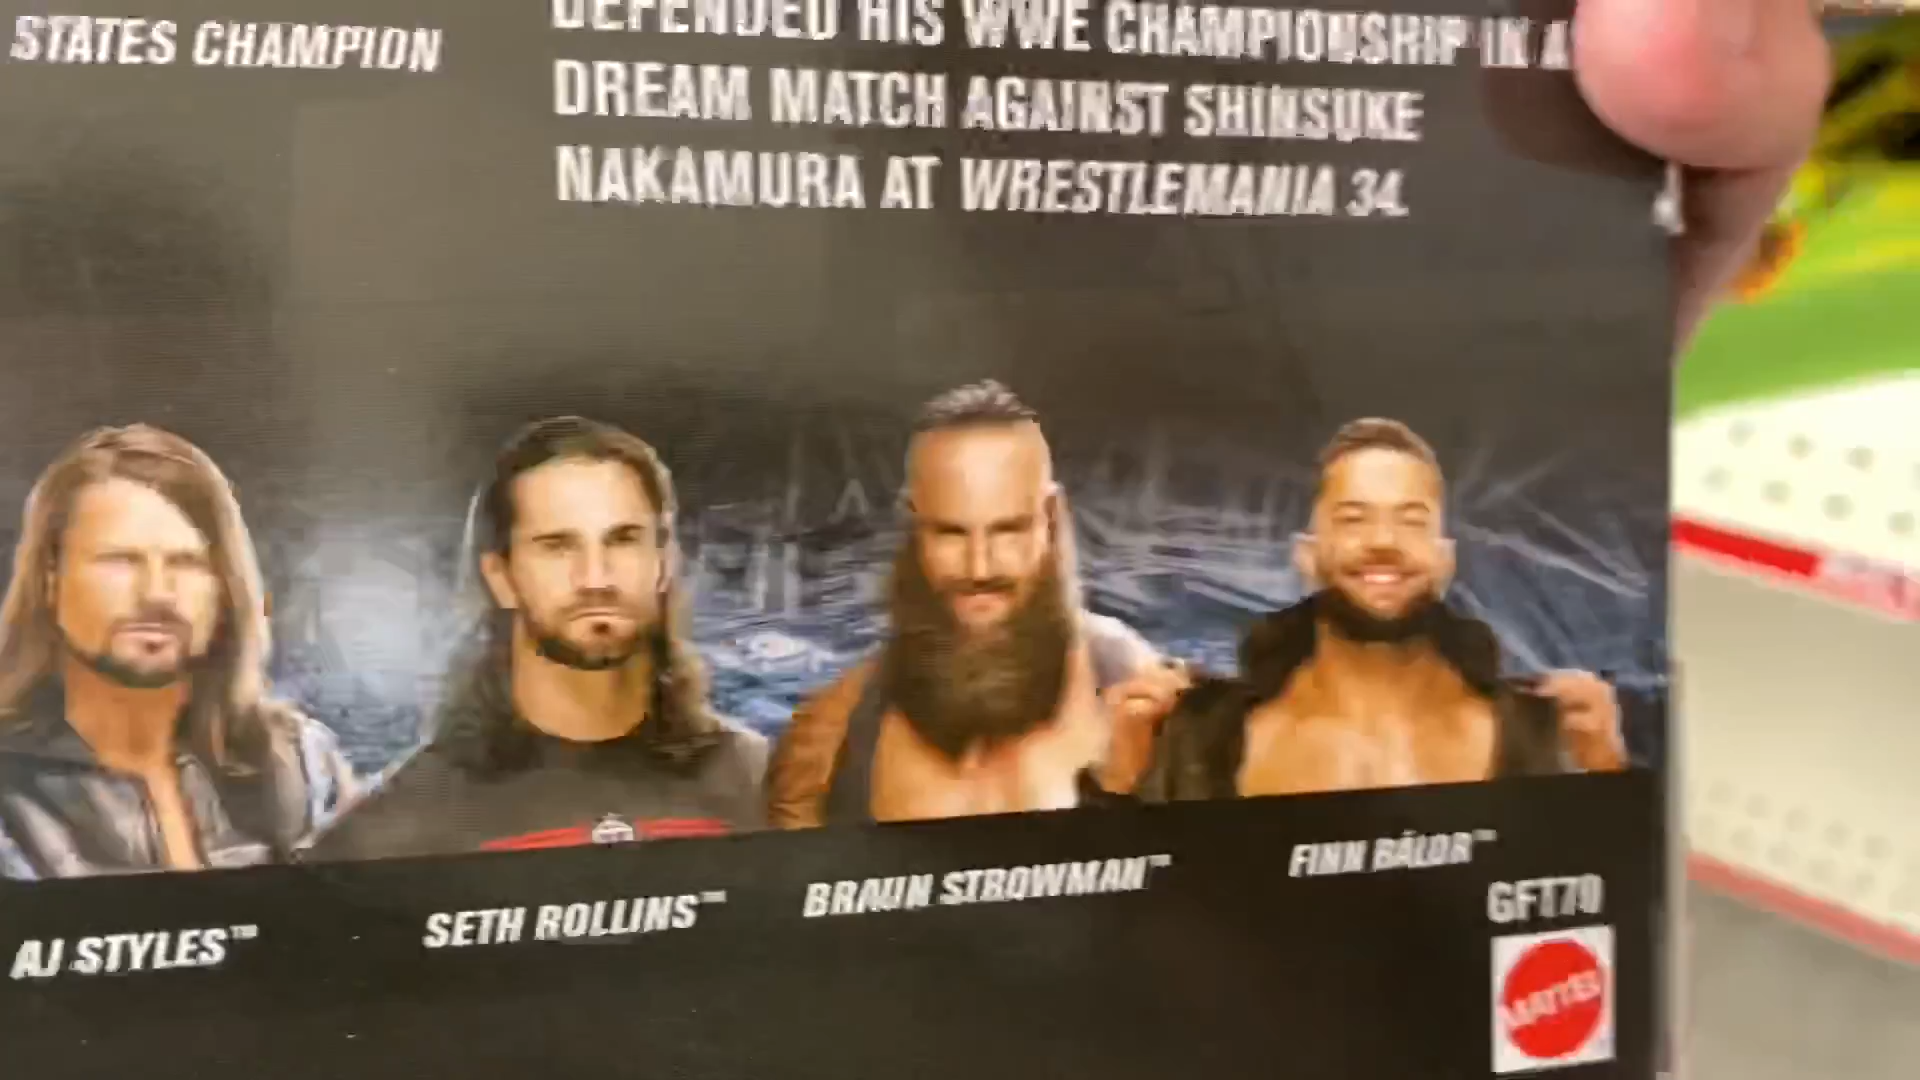 STATES CHAMPION
DEFENDED HIS WWE CHAMPIONSHIP IN A
DREAM MATCH AGAINST SHINSUKE
NAKAMURA AT WRESTLEMANIA 34.
AJ STYLES™
SETH ROLLINS™
BRAUN STROWMAN™
FINN BÁLOR™
GFT70
MATTEL